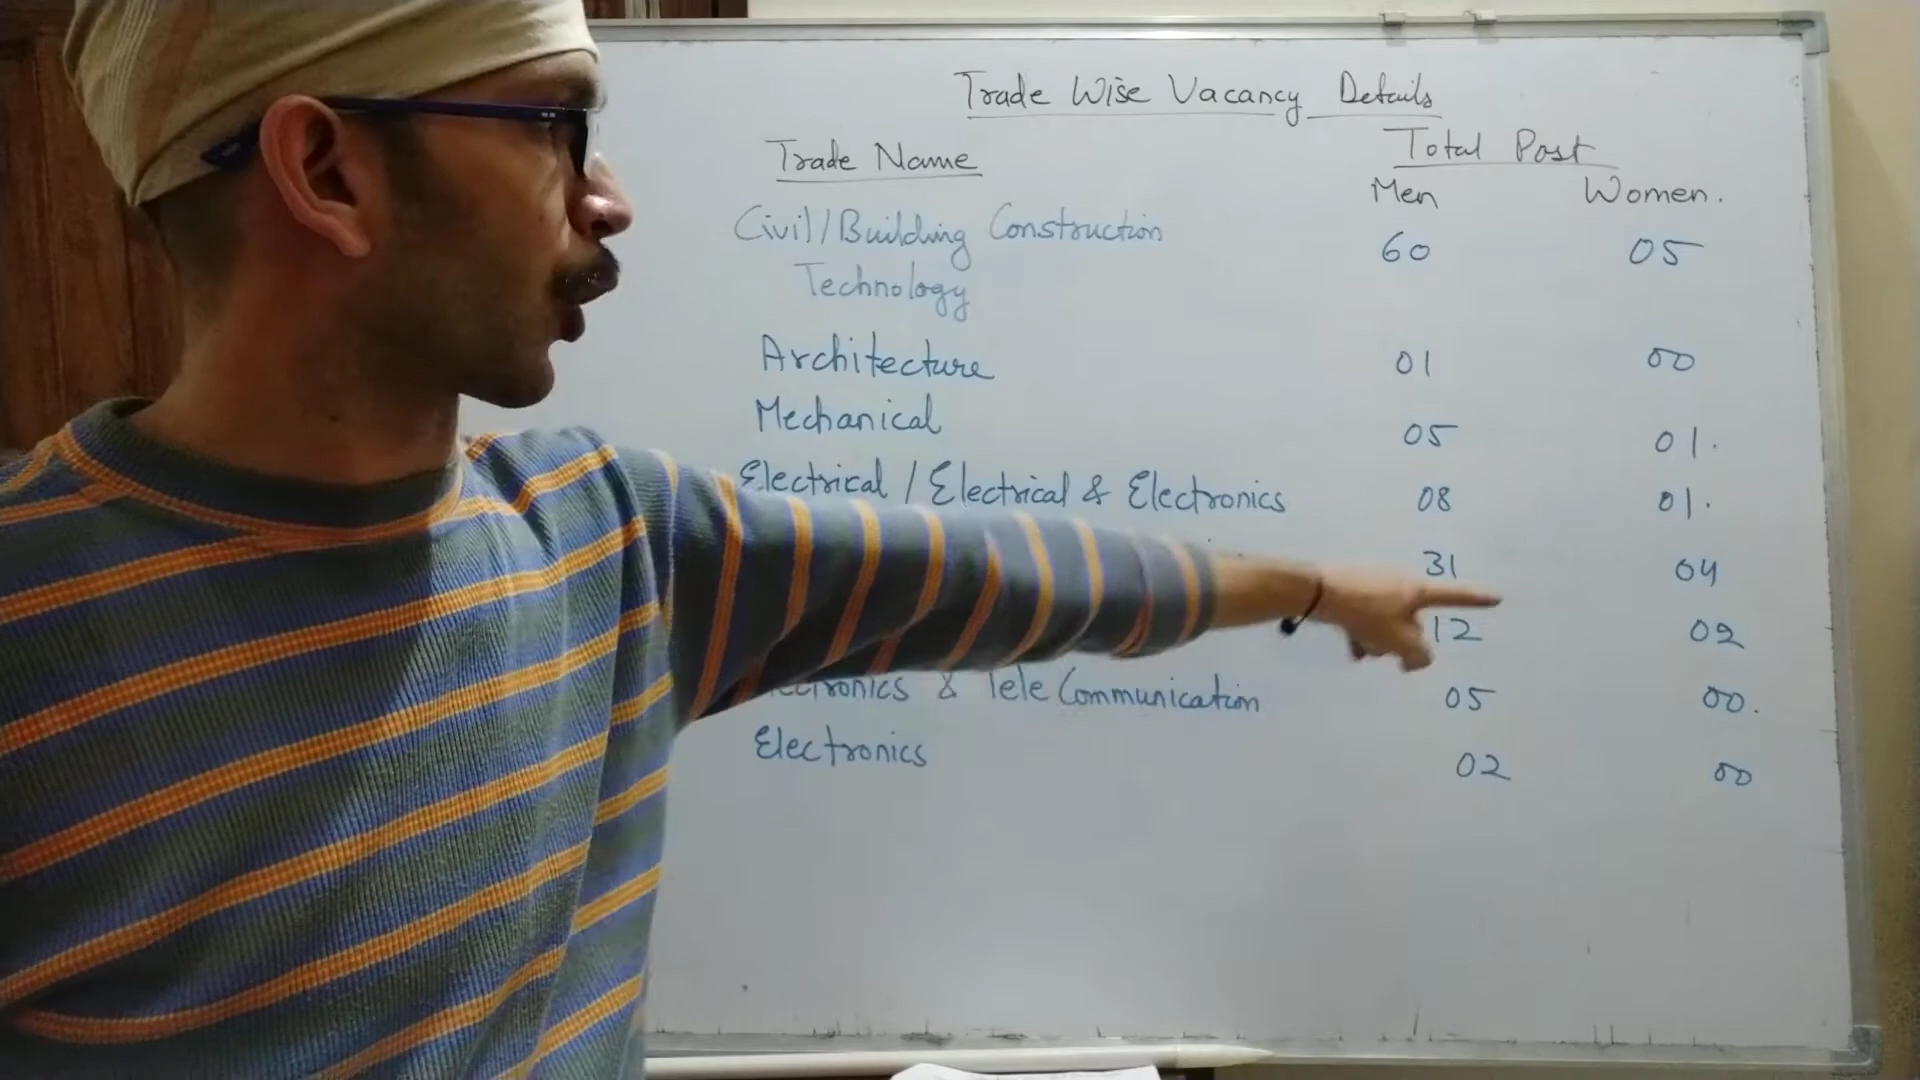 Trade Wise Vacancy Details
Trade Name Total Post
Men Women.
Civil/Building Construction 60 05
Technology
Architecture 01 00
Mechanical 05 01.
Electrical / Electrical & Electronics 08 01.
31 04
12 02
& Tele Communication 05 00.
Electronics 02 00